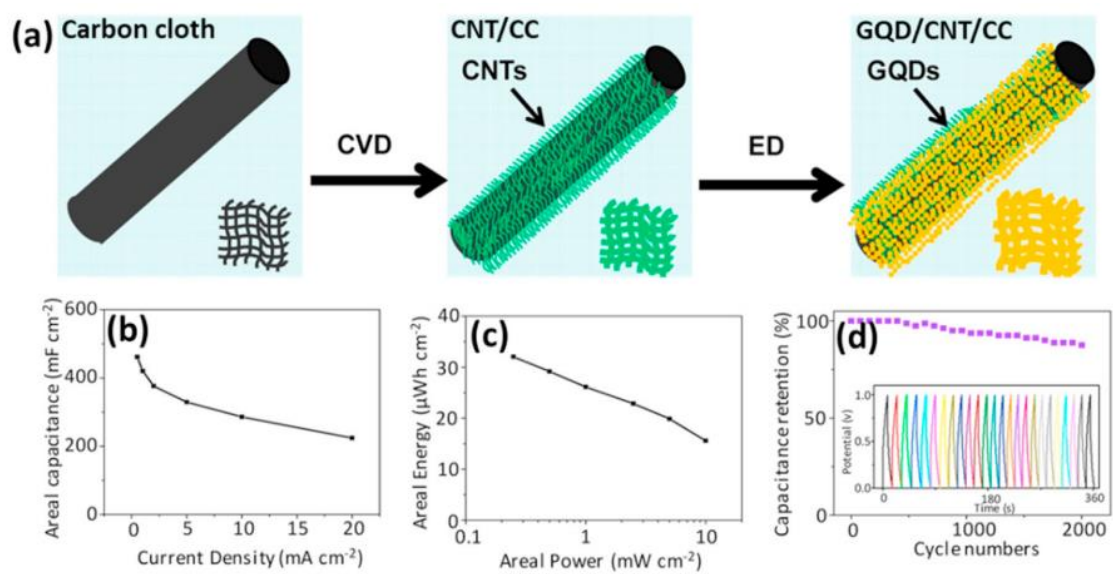 (a)
Carbon cloth
CNT/CC
CNTs
GQD/CNT/CC
GQDs
CVD
ED
(b)
Areal capacitance (mF cm⁻²)
600
400
200
0
0
5
10
15
20
Current Density (mA cm⁻²)
(c)
Areal Energy (μWh cm⁻²)
40
30
20
10
0
0.1
1
10
Areal Power (mW cm⁻²)
(d)
Capacitance retention (%)
100
50
0
0
1000
2000
Cycle numbers
Potential (v)
1.0
0.5
0.0
0
180
360
Time (s)